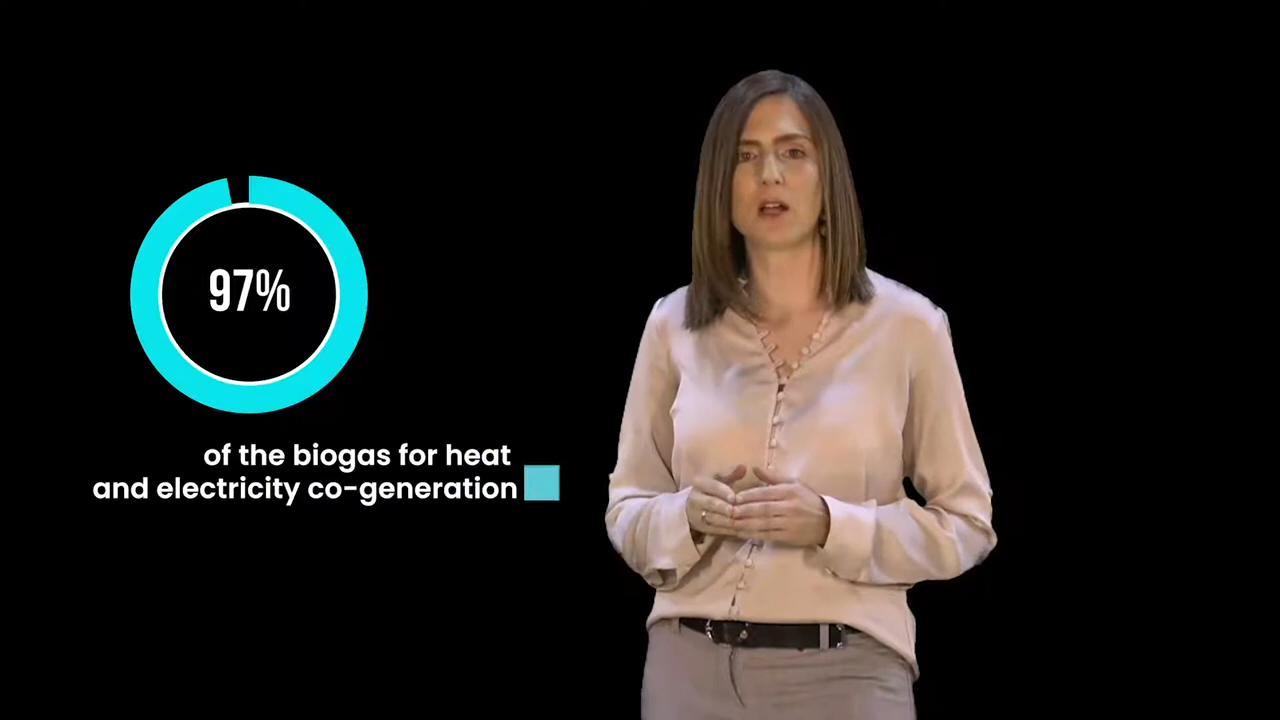 97%
of the biogas for heat
and electricity co-generation